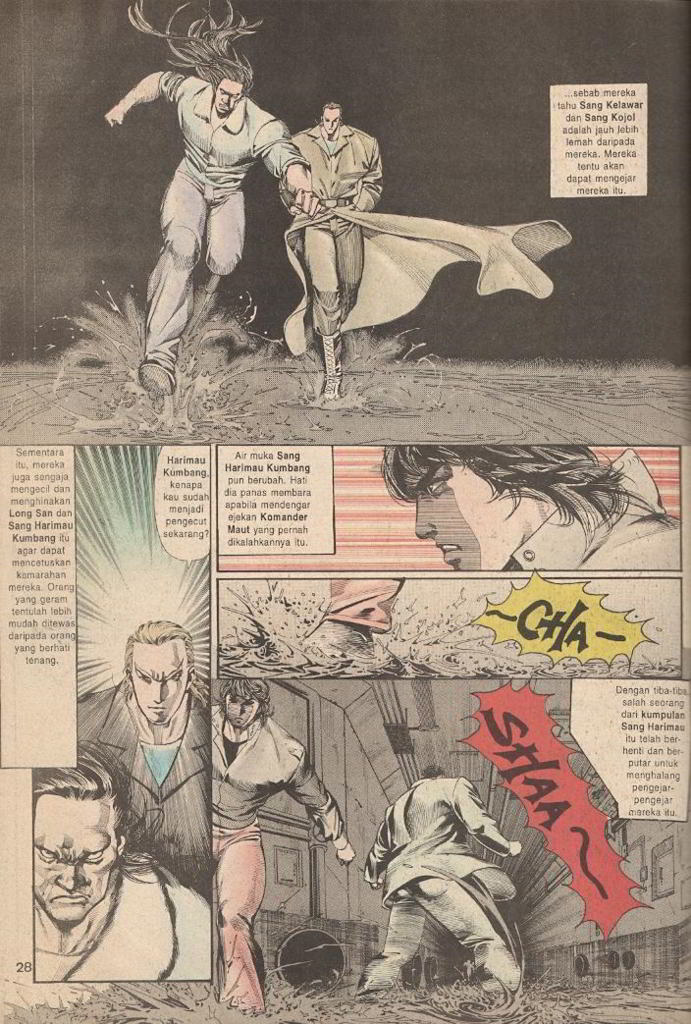 ...sebab mereka
tahu Sang Kelawar
dan Sang Kojol
adalah jauh lebih
lemah daripada
mereka. Mereka
tentu akan
dapat mengejar
mereka itu.
Sementara
itu, mereka
juga sengaja
mengecil dan
menghinakan
Long San dan
Sang Harimau
Kumbang itu
agar dapat
mencetuskan
kemarahan
mereka. Orang
yang geram
tentulah lebih
mudah ditewas
daripada orang
yang berhati
tenang.
Harimau
Kumbang,
kenapa
kau sudah
menjadi
pengecut
sekarang?
Air muka Sang
Harimau Kumbang
pun berubah. Hati
dia panas membara
apabila mendengar
ejekan Komander
Maut yang pernah
dikalahkannya itu.
~CHA~
Dengan tiba-tiba
salah seorang
dari kumpulan
Sang Harimau
itu telah ber-
henti dan ber-
putar untuk
menghalang
pengejar-
pengejar
mereka itu.
SHAA~
28